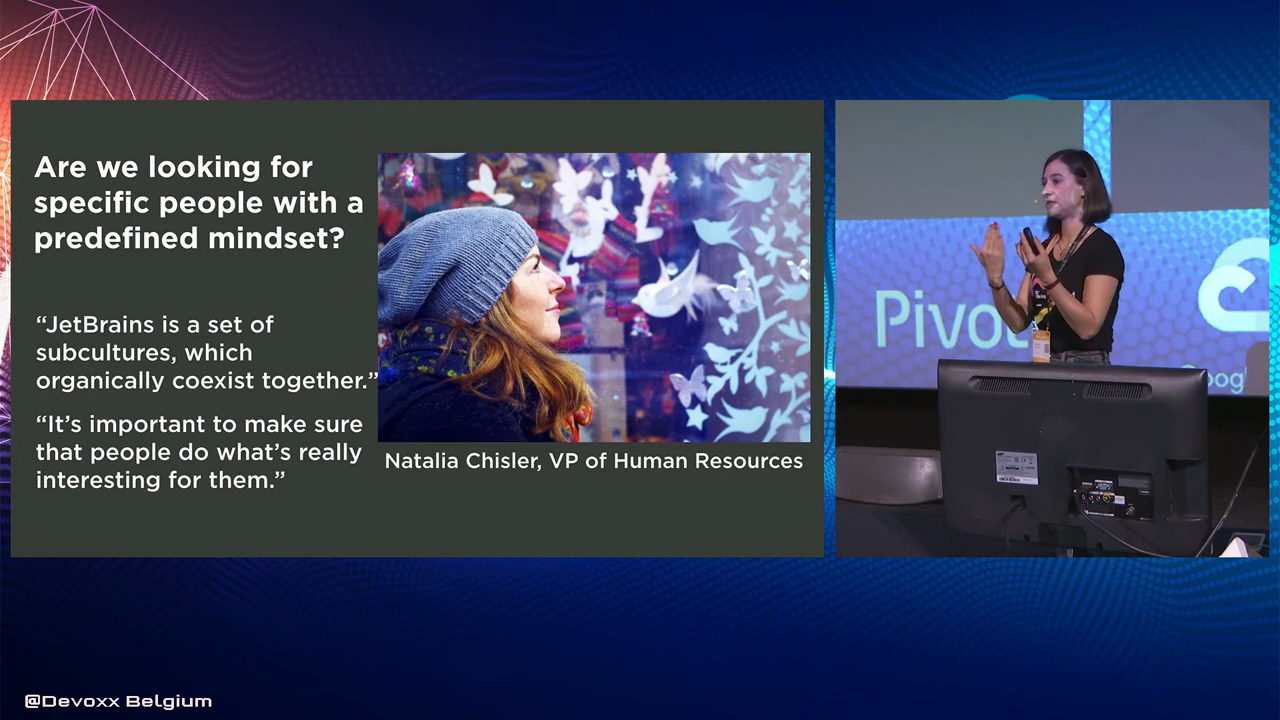 Are we looking for
specific people with a
predefined mindset?
“JetBrains is a set of
subcultures, which
organically coexist together.”
“It’s important to make sure
that people do what’s really
interesting for them.”
Natalia Chisler, VP of Human Resources
@Devoxx Belgium